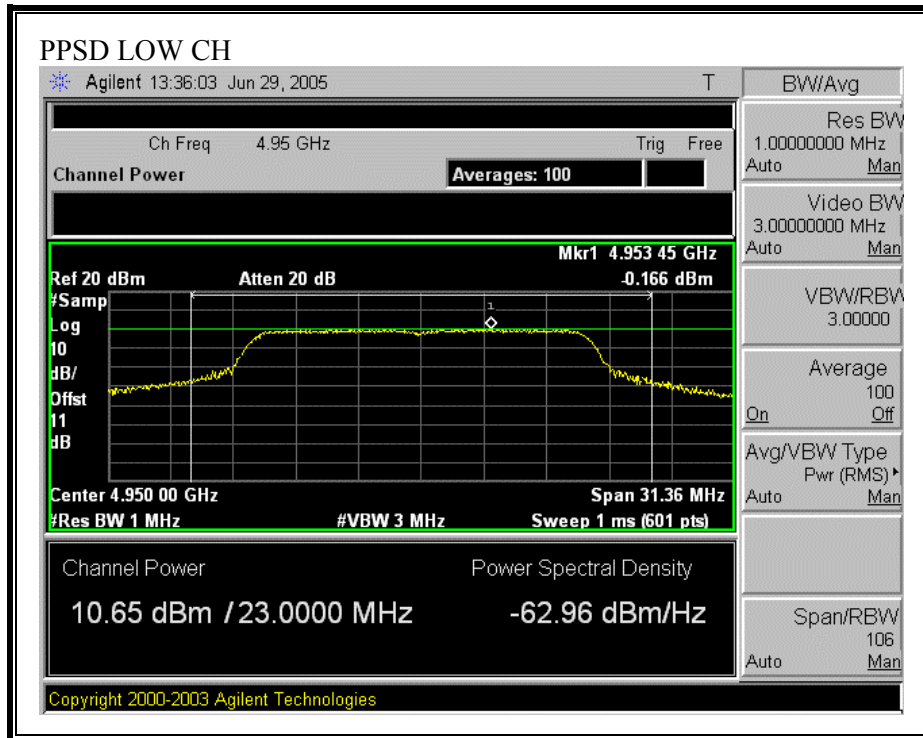 PPSD LOW CH
Agilent 13:36:03 Jun 29, 2005 T
Ch Freq 4.95 GHz Trig Free
Channel Power Averages: 100
Mkr1 4.953 45 GHz
Ref 20 dBm Atten 20 dB -0.166 dBm
#Samp
Log
10
dB/
Offst
11
dB
1
Center 4.950 00 GHz Span 31.36 MHz
#Res BW 1 MHz #VBW 3 MHz Sweep 1 ms (601 pts)
Channel Power Power Spectral Density
10.65 dBm / 23.0000 MHz -62.96 dBm/Hz
Copyright 2000-2003 Agilent Technologies
BW/Avg
Res BW
1.00000000 MHz
Auto Man
Video BW
3.00000000 MHz
Auto Man
VBW/RBW
3.00000
Average
100
On Off
Avg/VBW Type
Pwr (RMS)
Auto Man
Span/RBW
106
Auto Man